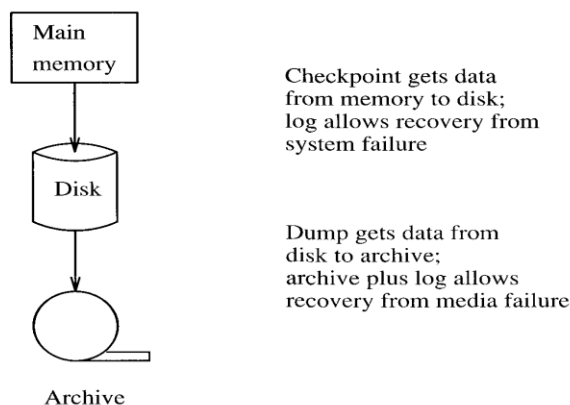 Main
memory
Checkpoint gets data
from memory to disk;
log allows recovery from
system failure
Disk
Dump gets data from
disk to archive;
archive plus log allows
recovery from media failure
Archive